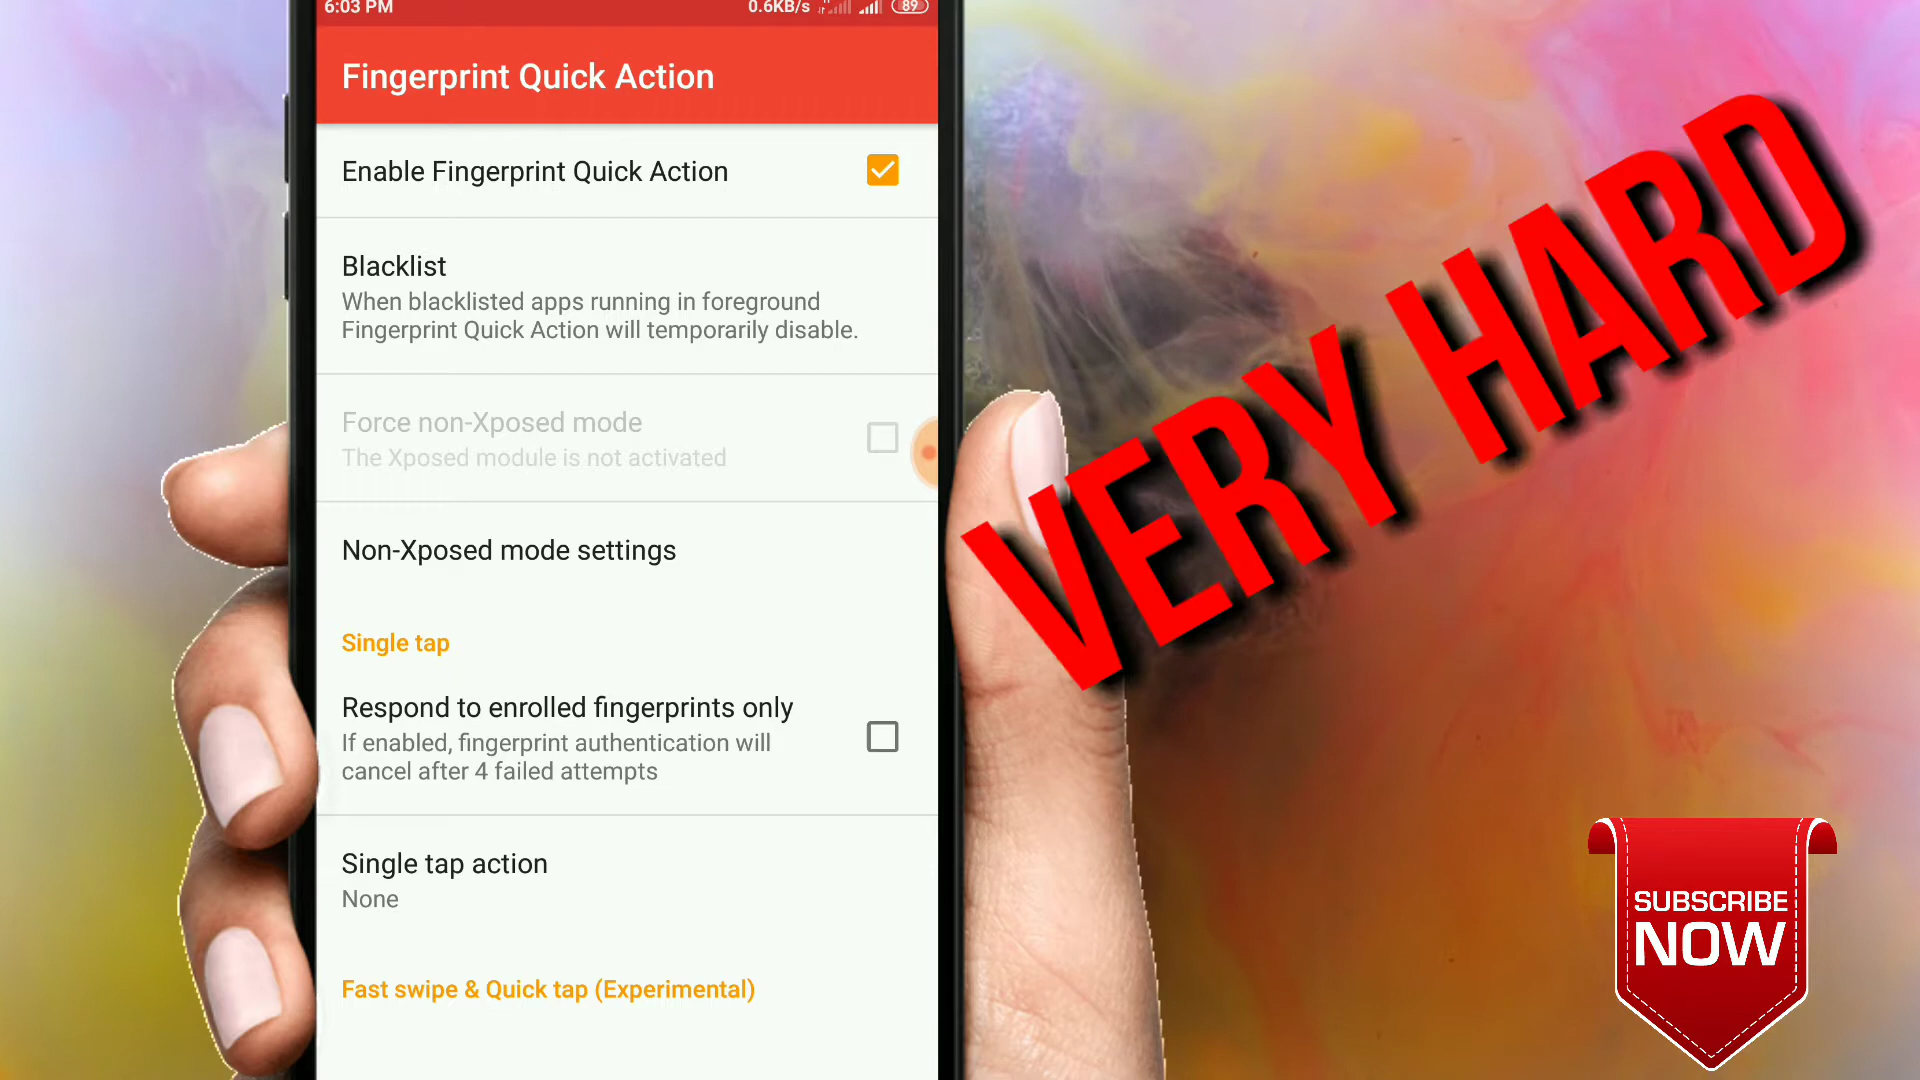 6:03 PM
0.6KB/s
89
Fingerprint Quick Action
Enable Fingerprint Quick Action
Blacklist
When blacklisted apps running in foreground
Fingerprint Quick Action will temporarily disable.
Force non-Xposed mode
The Xposed module is not activated
Non-Xposed mode settings
Single tap
Respond to enrolled fingerprints only
If enabled, fingerprint authentication will
cancel after 4 failed attempts
Single tap action
None
Fast swipe & Quick tap (Experimental)
VERY HARD
SUBSCRIBE
NOW